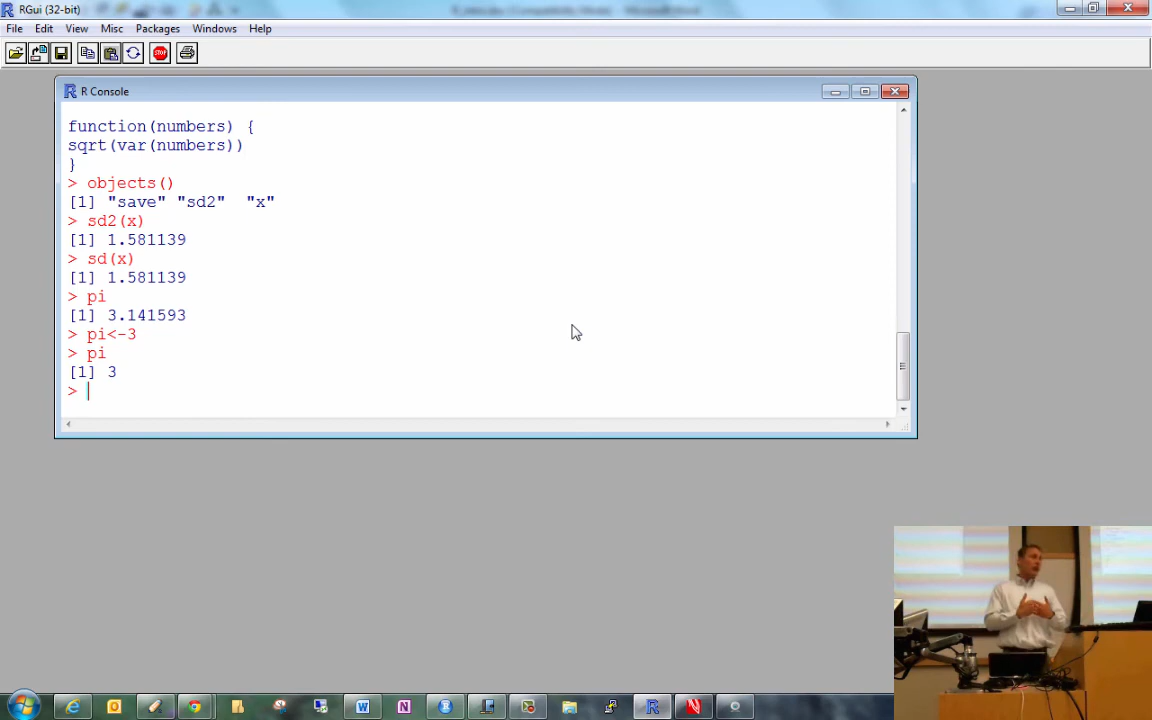 RGui (32-bit)
File Edit View Misc Packages Windows Help
STOP
R Console
function(numbers) {
sqrt(var(numbers))
}
> objects()
[1] "save" "sd2" "x"
> sd2(x)
[1] 1.581139
> sd(x)
[1] 1.581139
> pi
[1] 3.141593
> pi<-3
> pi
[1] 3
>